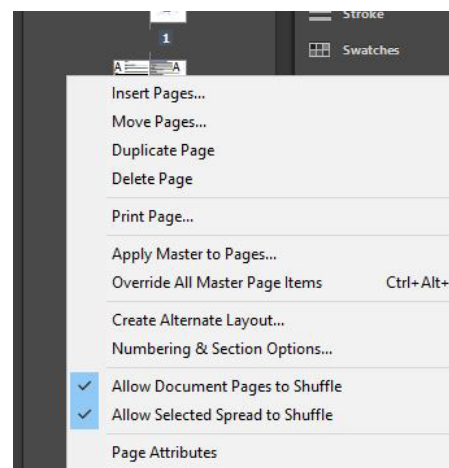 Stroke
1
Swatches
A A
Insert Pages...
Move Pages...
Duplicate Page
Delete Page
Print Page...
Apply Master to Pages...
Override All Master Page Items Ctrl+Alt+
Create Alternate Layout...
Numbering & Section Options...
Allow Document Pages to Shuffle
Allow Selected Spread to Shuffle
Page Attributes